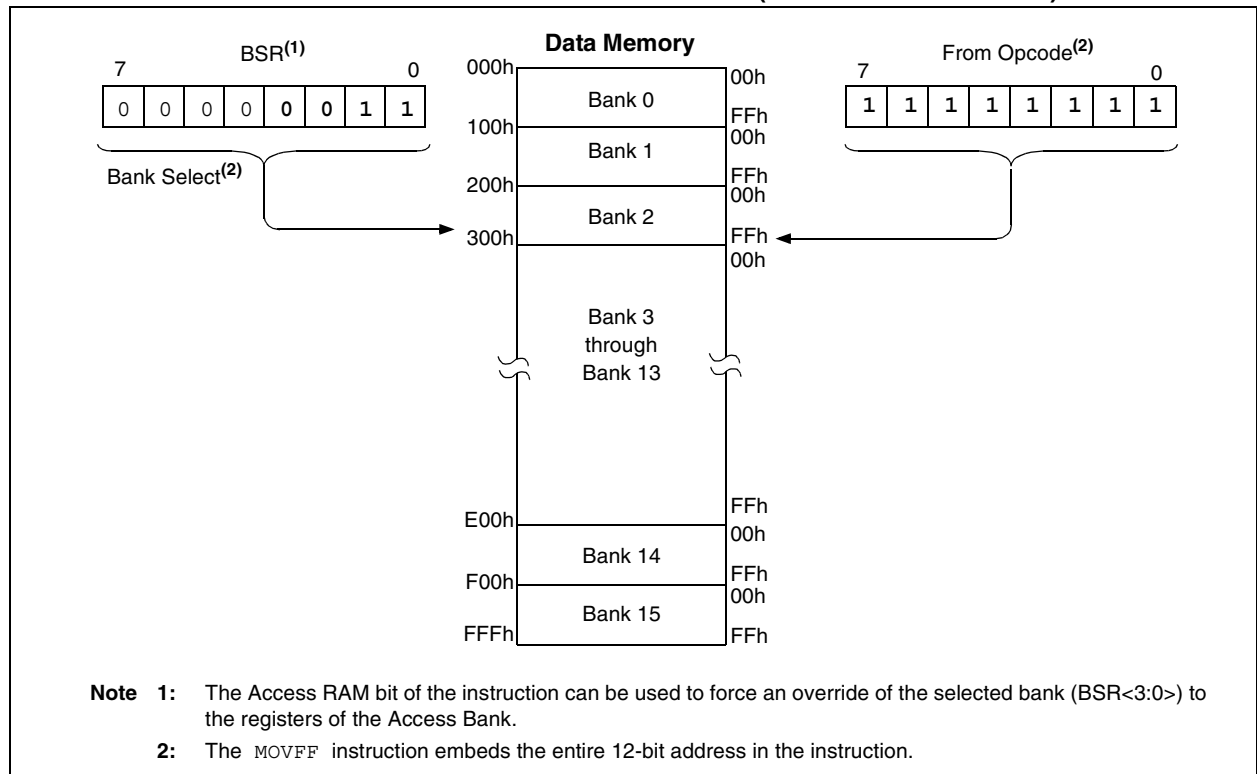 BSR(1)
7 0
0 0 0 0 0 0 1 1
Bank Select(2)
Data Memory
000h
Bank 0
00h
FFh
100h
Bank 1
00h
FFh
200h
Bank 2
00h
FFh
300h
Bank 3
through
Bank 13
00h
FFh
E00h
Bank 14
00h
FFh
F00h
Bank 15
00h
FFFh
FFh
From Opcode(2)
7 0
1 1 1 1 1 1 1 1
Note 1: The Access RAM bit of the instruction can be used to force an override of the selected bank (BSR<3:0>) to
the registers of the Access Bank.
2: The MOVFF instruction embeds the entire 12-bit address in the instruction.